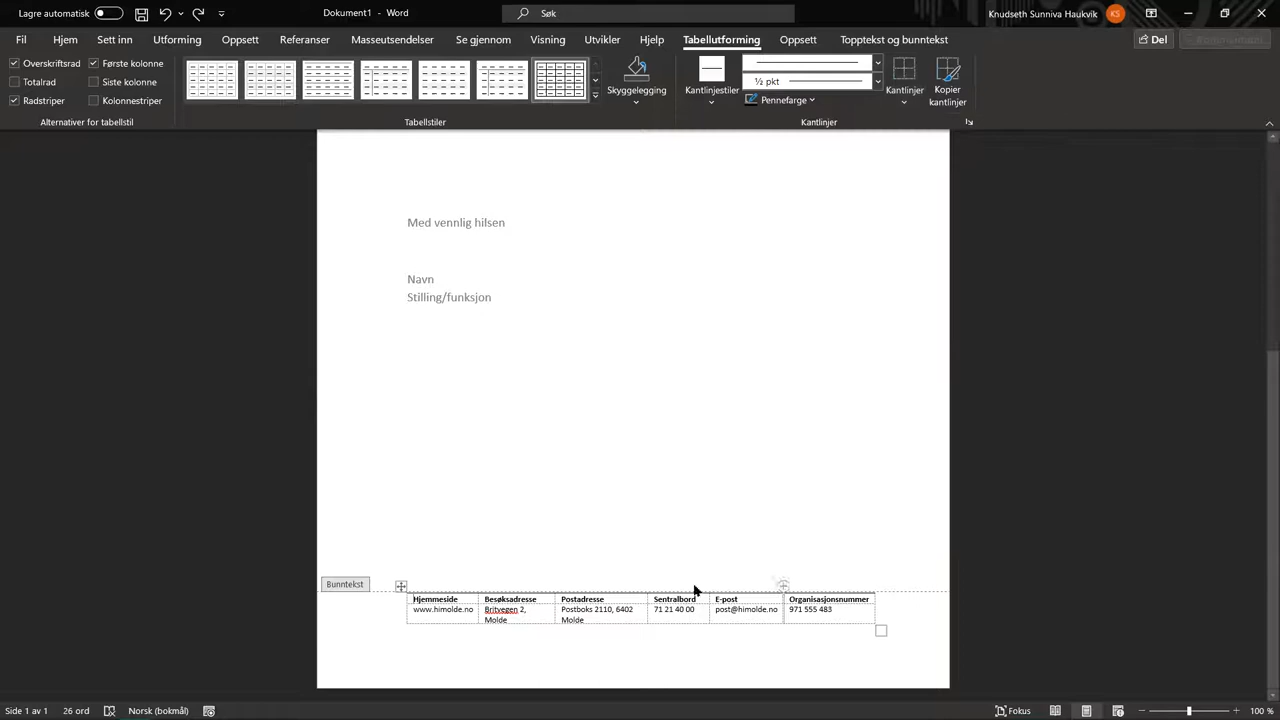 Lagre automatisk
Dokument1 - Word
Søk
Knudseth Sunniva Haukvik
KS
Fil Hjem Sett inn Utforming Oppsett Referanser Masseutsendelser Se gjennom Visning Utvikler Hjelp Tabellutforming Oppsett Topptekst og bunntekst
Del
Overskriftsrad
Første kolonne
Totalrad
Siste kolonne
Radstriper
Kolonnestriper
Alternativer for tabellstil
Tabellstiler
Skyggelegging
Kantlinjestiler
½ pkt
Pennefarge
Kantlinjer
Kopier
kantlinjer
Kantlinjer
Med vennlig hilsen
Navn
Stilling/funksjon
Bunntekst
Hjemmeside Besøksadresse Postadresse Sentralbord E-post Organisasjonsnummer
www.himolde.no Britvegen 2, Postboks 2110, 6402 71 21 40 00 post@himolde.no 971 555 483
Molde Molde
Side 1 av 1 26 ord Norsk (bokmål) Fokus 100 %